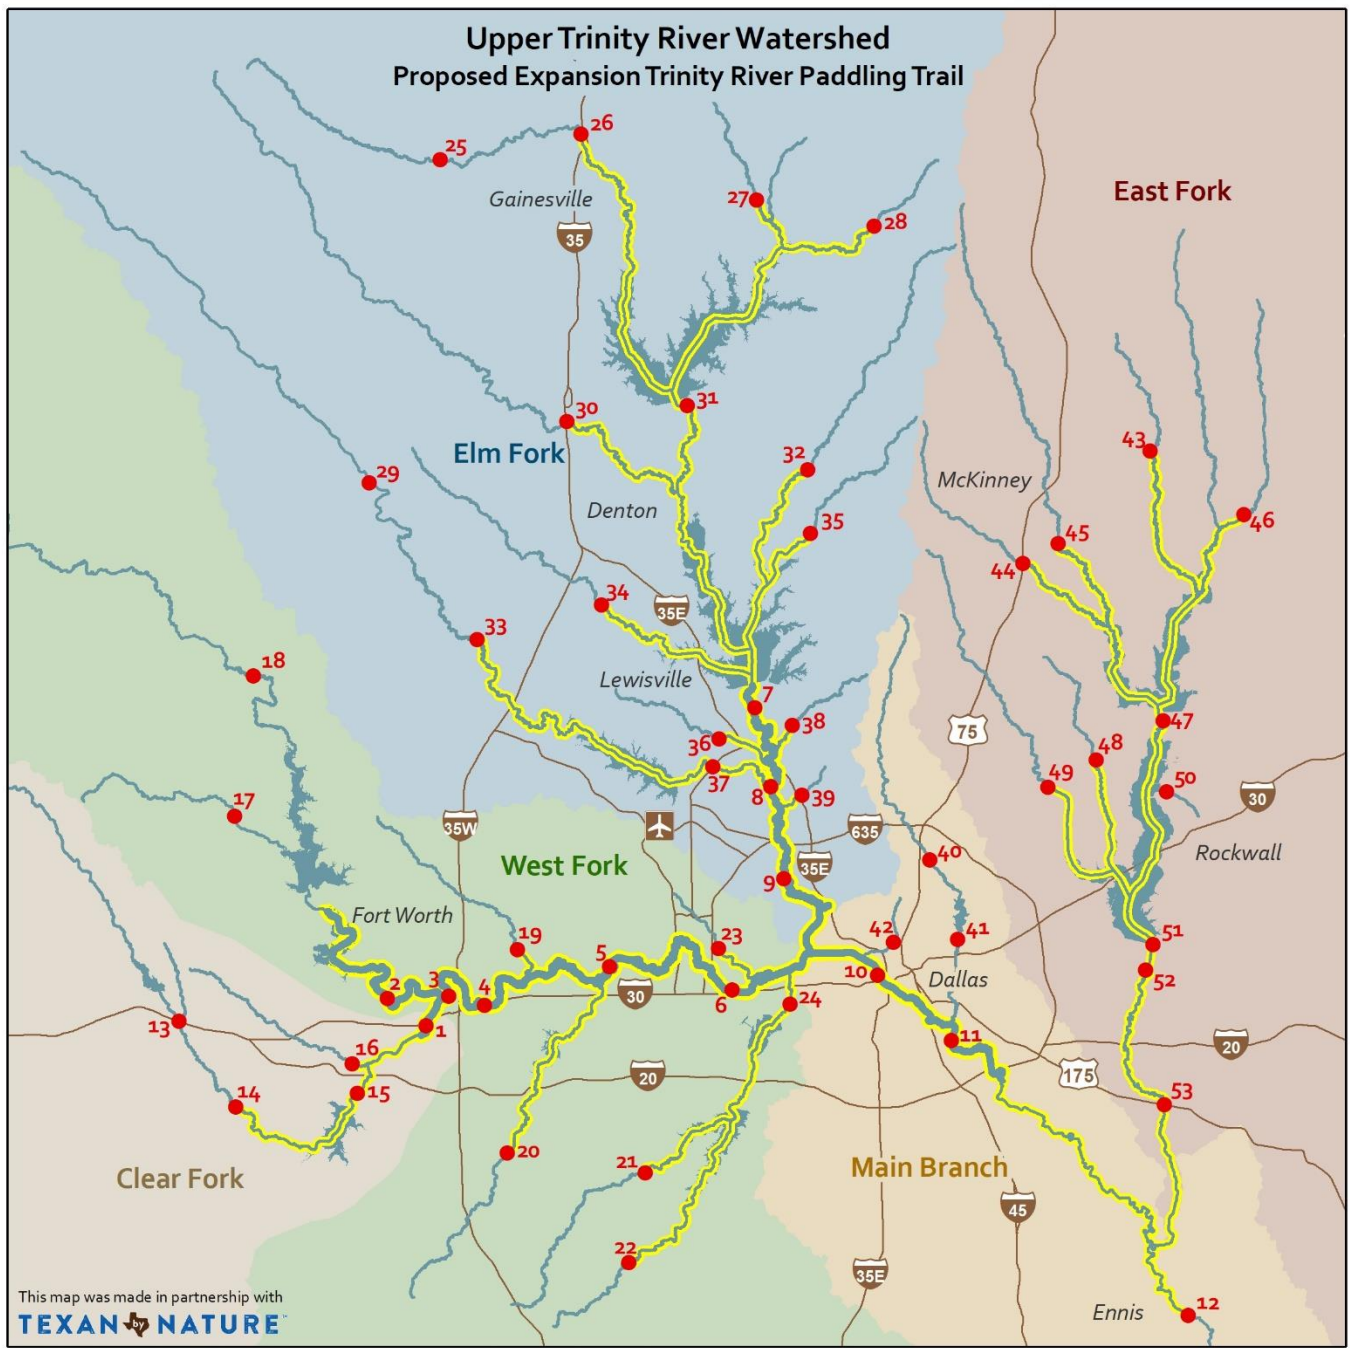 Upper Trinity River Watershed
Proposed Expansion Trinity River Paddling Trail
26
25
27
28
Gainesville
35
East Fork
31
30
Elm Fork
29
32
43
McKinney
Denton
35
45
46
44
34
35E
33
18
Lewisville
7
38
47
36
75
48
37
49
50
8
39
30
17
35W
635
40
Rockwall
West Fork
35E
9
Fort Worth
19
23
42
41
51
5
2
3
4
30
6
24
10
Dallas
52
13
1
11
16
20
20
175
14
15
53
20
21
Main Branch
Clear Fork
45
22
35E
This map was made in partnership with
TEXAN by NATURE
Ennis
12